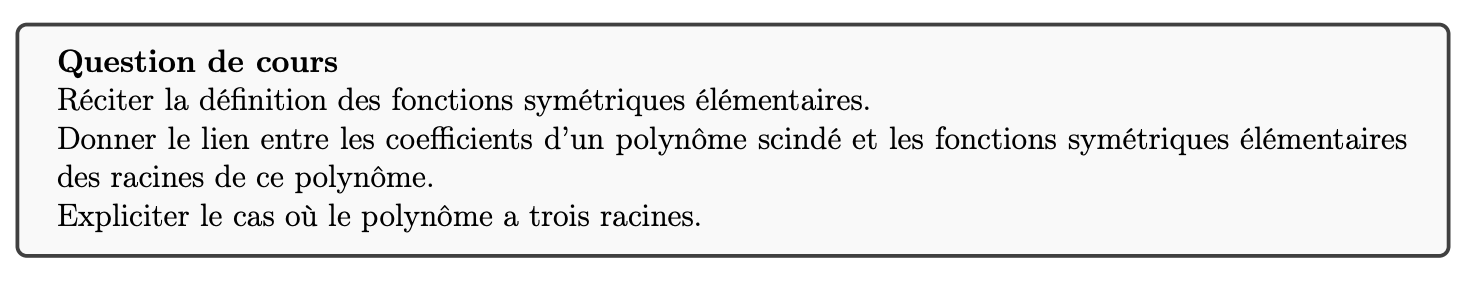 Question de cours
Réciter la définition des fonctions symétriques élémentaires.
Donner le lien entre les coefficients d'un polynôme scindé et les fonctions symétriques élémentaires
des racines de ce polynôme.
Expliciter le cas où le polynôme a trois racines.